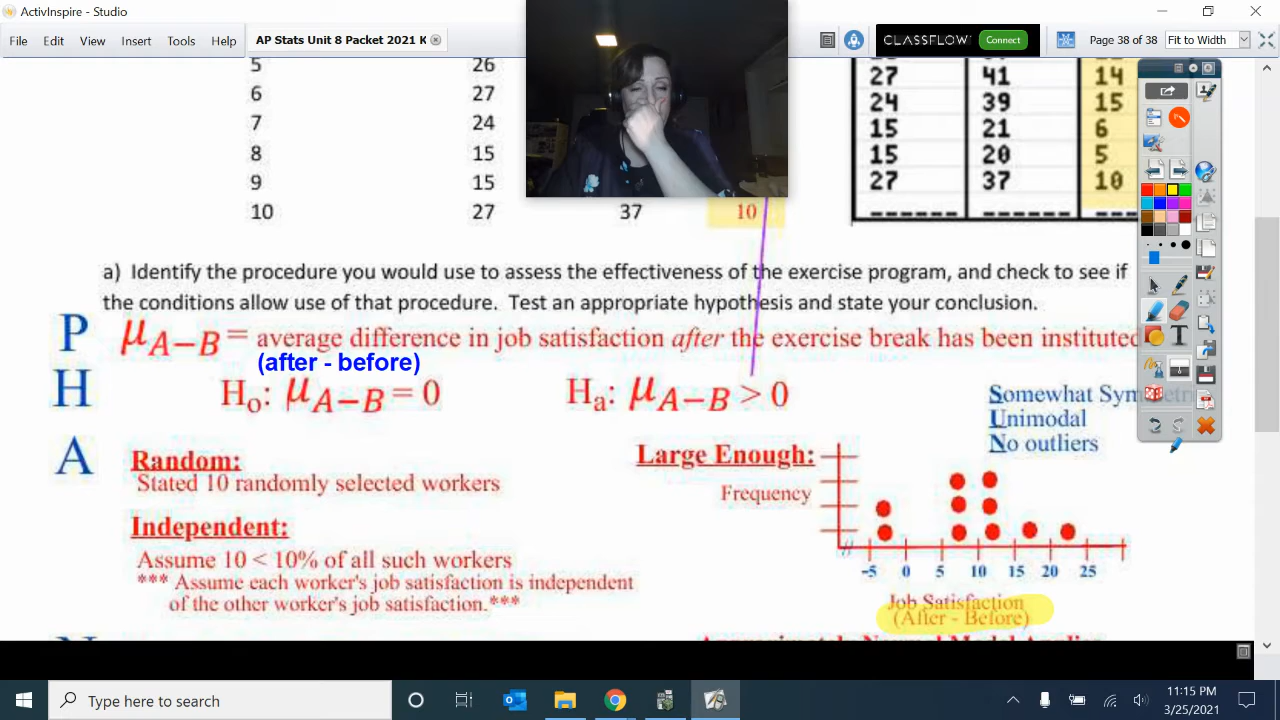 ActivInspire - Studio
File Edit View Insert Tools Help
AP Stats Unit 8 Packet 2021 K
CLASSFLOW Connect
Page 38 of 38
Fit to Width
5 26
6 27
7 24
8 15
9 15
10 27 37 10
27 41 14
24 39 15
15 21 6
15 20 5
27 37 10
a) Identify the procedure you would use to assess the effectiveness of the exercise program, and check to see if
the conditions allow use of that procedure. Test an appropriate hypothesis and state your conclusion.
P μA−B = average difference in job satisfaction after the exercise break has been instituted
(after - before)
H Ho: μA−B = 0 Ha: μA−B > 0
Somewhat Sym
Unimodal
No outliers
A
Random:
Stated 10 randomly selected workers
Independent:
Assume 10 < 10% of all such workers
*** Assume each worker's job satisfaction is independent
of the other worker's job satisfaction.***
Large Enough:
Frequency
-5 0 5 10 15 20 25
Job Satisfaction
(After - Before)
Type here to search
11:15 PM
3/25/2021